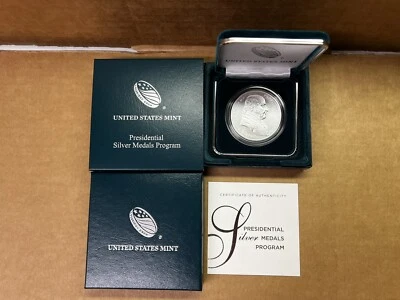 UNITED STATES MINT
Presidential
Silver Medals Program
UNITED STATES MINT
CERTIFICATE OF AUTHENTICITY
PRESIDENTIAL
Silver MEDALS
PROGRAM